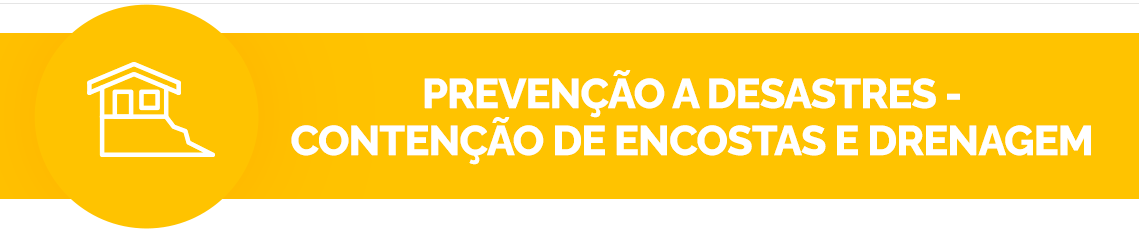 PREVENÇÃO A DESASTRES -
CONTENÇÃO DE ENCOSTAS E DRENAGEM